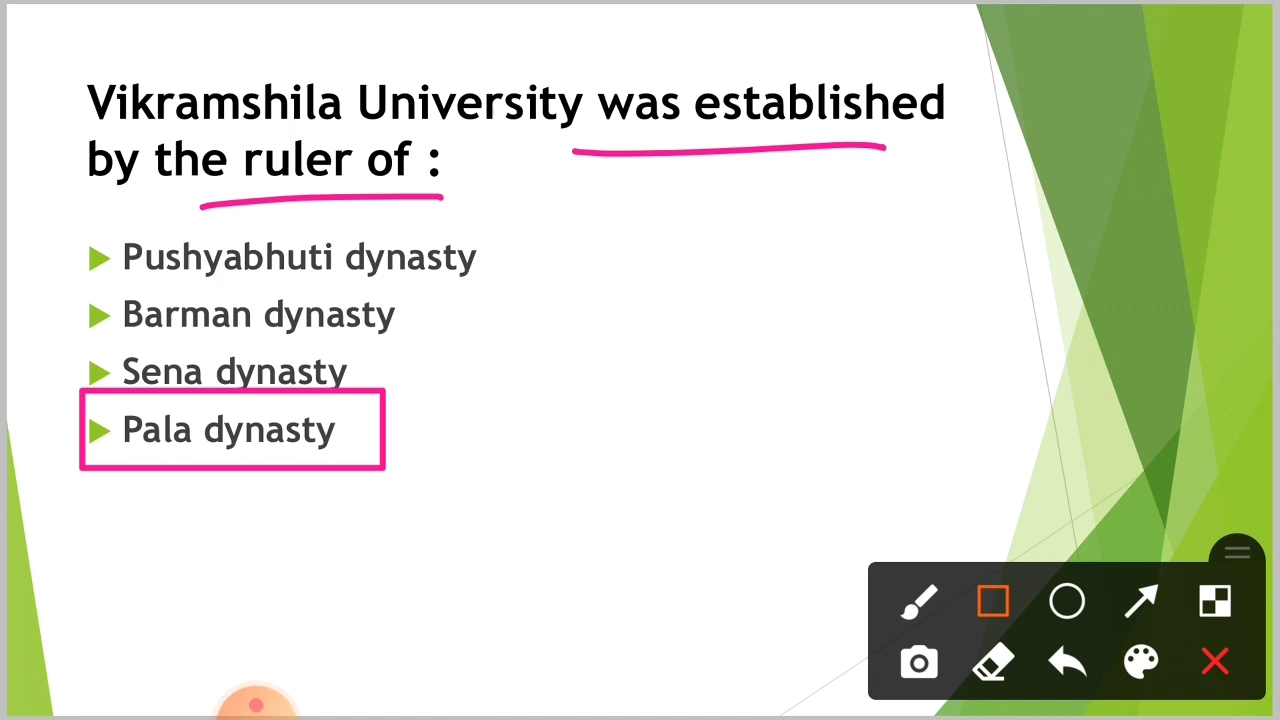 Vikramshila University was established
by the ruler of :
Pushyabhuti dynasty
Barman dynasty
Sena dynasty
Pala dynasty